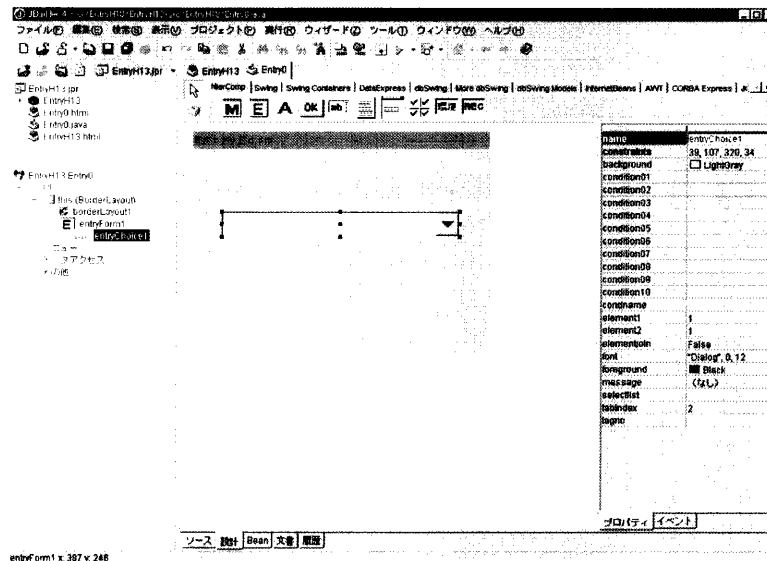 ファイル(F) 編集(E) 検索(S) 表示(V) プロジェクト(P) 実行(R) ウィザード(W) ツール(T) ウィンドウ(W) ヘルプ(H)
EntryH13.jpr EntryH13 Entry0
EntryH13.jpr
EntryH13
Entry0.html
Entry0.java
EntryH13.html
Swing Swing Containers DataExpress dbSwing More dbSwing dbSwing Models InternetBeans AWT CORBA Express
M E A OK ab REC
EntryH13.Entry0
this (BorderLayout)
borderLayout1
entryForm1
entryChoice1
name entryChoice1
constraints 39, 107, 329, 34
background LightGray
condition01
condition02
condition03
condition04
condition05
condition06
condition07
condition08
condition09
condition10
condname
element1 1
element2 1
elementjoin False
font "Dialog", 0, 12
foreground Black
message (なし)
selectlist
tabindex 2
tagno
プロパティ イベント
ソース 設計 Bean 文書 履歴
entryForm1 x: 387 y: 246